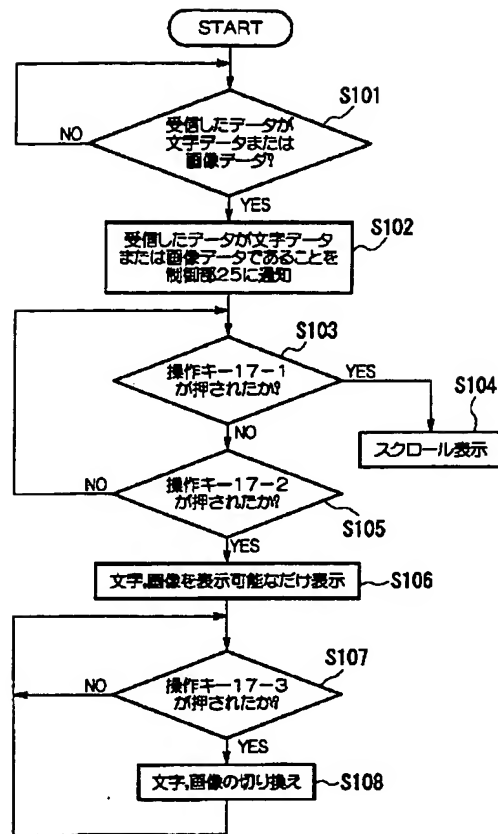 START
S101
受信したデータが
文字データまたは
画像データ?
NO
YES
S102
受信したデータが文字データ
または画像データであることを
制御部25に通知
S103
操作キー17-1
が押されたか?
YES
S104
NO
スクロール表示
操作キー17-2
が押されたか?
NO
S105
YES
文字,画像を表示可能なだけ表示
S106
S107
操作キー17-3
が押されたか?
NO
YES
文字,画像の切り換え
S108